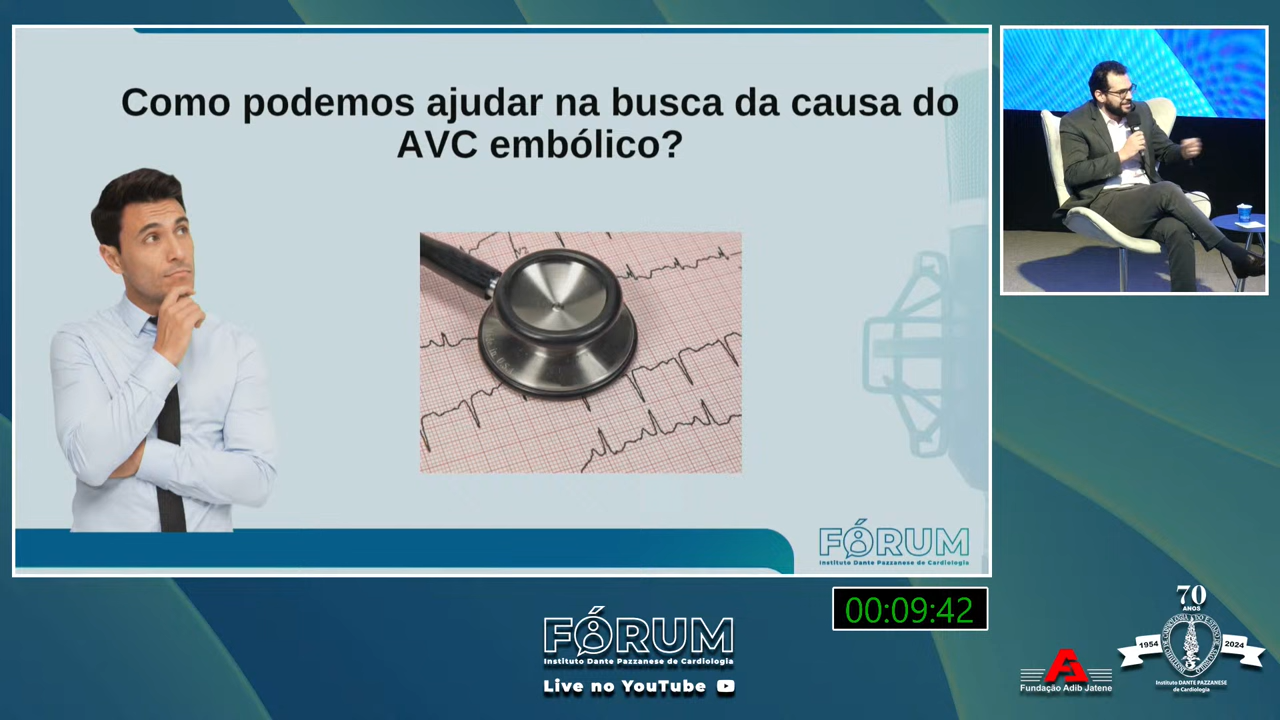 Como podemos ajudar na busca da causa do
AVC embólico?
FÓRUM
Instituto Dante Pazzanese de Cardiologia
00:09:42
FÓRUM
Instituto Dante Pazzanese de Cardiologia
Live no YouTube
Fundação Adib Jatene
70
ANOS
1954
2024
Instituto DANTE PAZZANESE
de Cardiologia